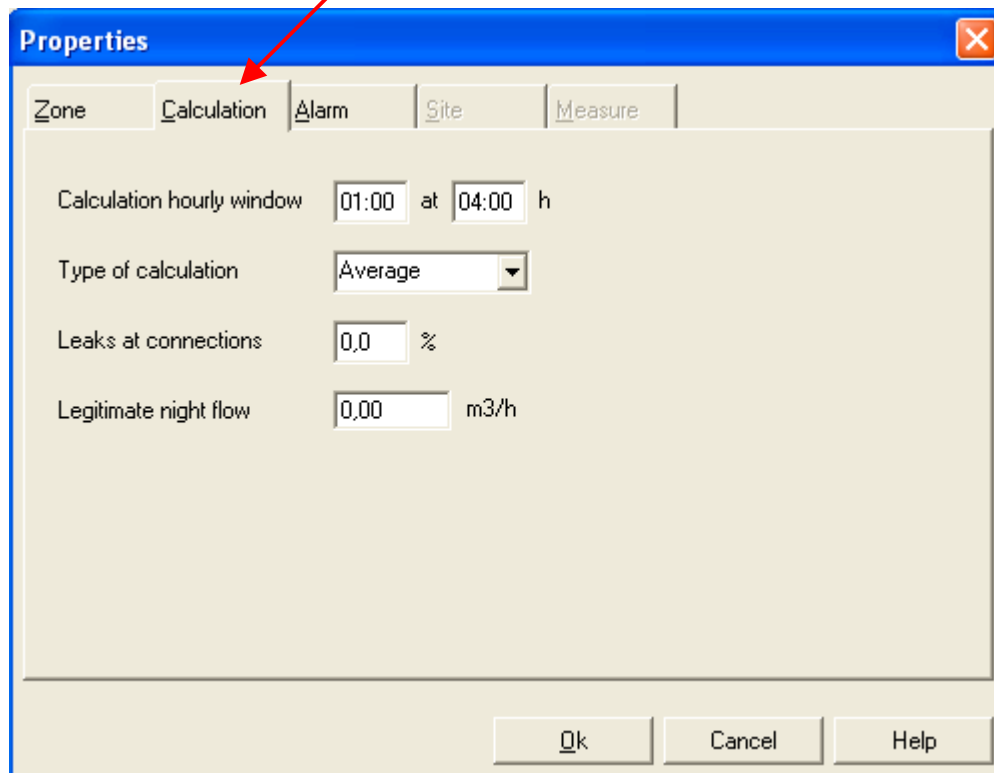 Properties
Zone Calculation Alarm Site Measure
Calculation hourly window 01:00 at 04:00 h
Type of calculation Average
Leaks at connections 0,0 %
Legitimate night flow 0,00 m3/h
Ok Cancel Help